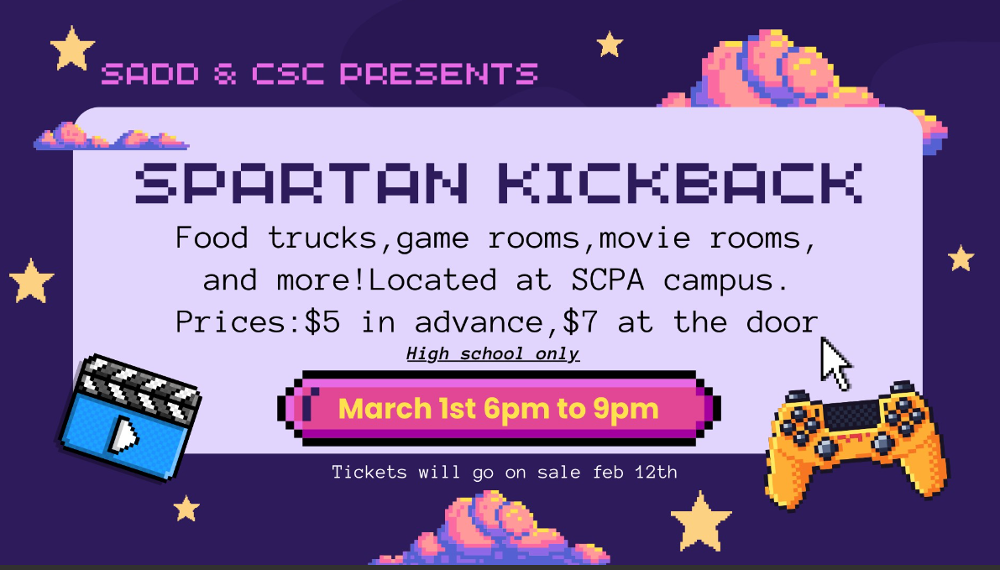 SADD & CSC PRESENTS
SPARTAN KICKBACK
Food trucks,game rooms,movie rooms,
and more!Located at SCPA campus.
Prices:$5 in advance,$7 at the door
High school only
March 1st 6pm to 9pm
Tickets will go on sale feb 12th